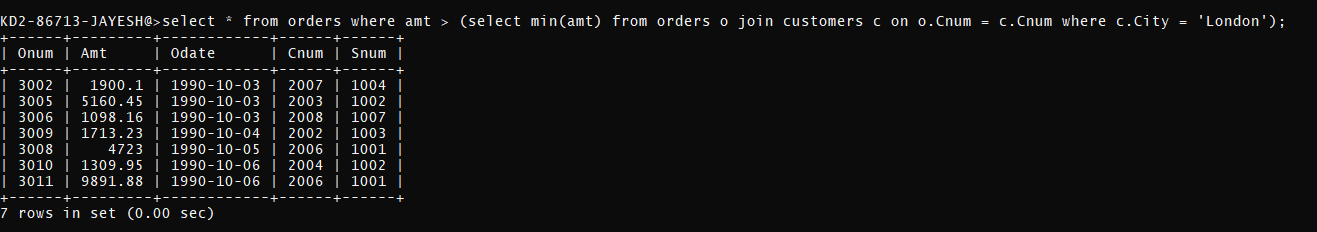 KD2-86713-JAYESH@>select * from orders where amt > (select min(amt) from orders o join customers c on o.Cnum = c.Cnum where c.City = 'London');
+------+---------+------------+------+------+
| Onum | Amt     | Odate      | Cnum | Snum |
+------+---------+------------+------+------+
| 3002 |  1900.1 | 1990-10-03 | 2007 | 1004 |
| 3005 | 5160.45 | 1990-10-03 | 2003 | 1002 |
| 3006 | 1098.16 | 1990-10-03 | 2008 | 1007 |
| 3009 | 1713.23 | 1990-10-04 | 2002 | 1003 |
| 3008 |    4723 | 1990-10-05 | 2006 | 1001 |
| 3010 | 1309.95 | 1990-10-06 | 2004 | 1002 |
| 3011 | 9891.88 | 1990-10-06 | 2006 | 1001 |
+------+---------+------------+------+------+
7 rows in set (0.00 sec)